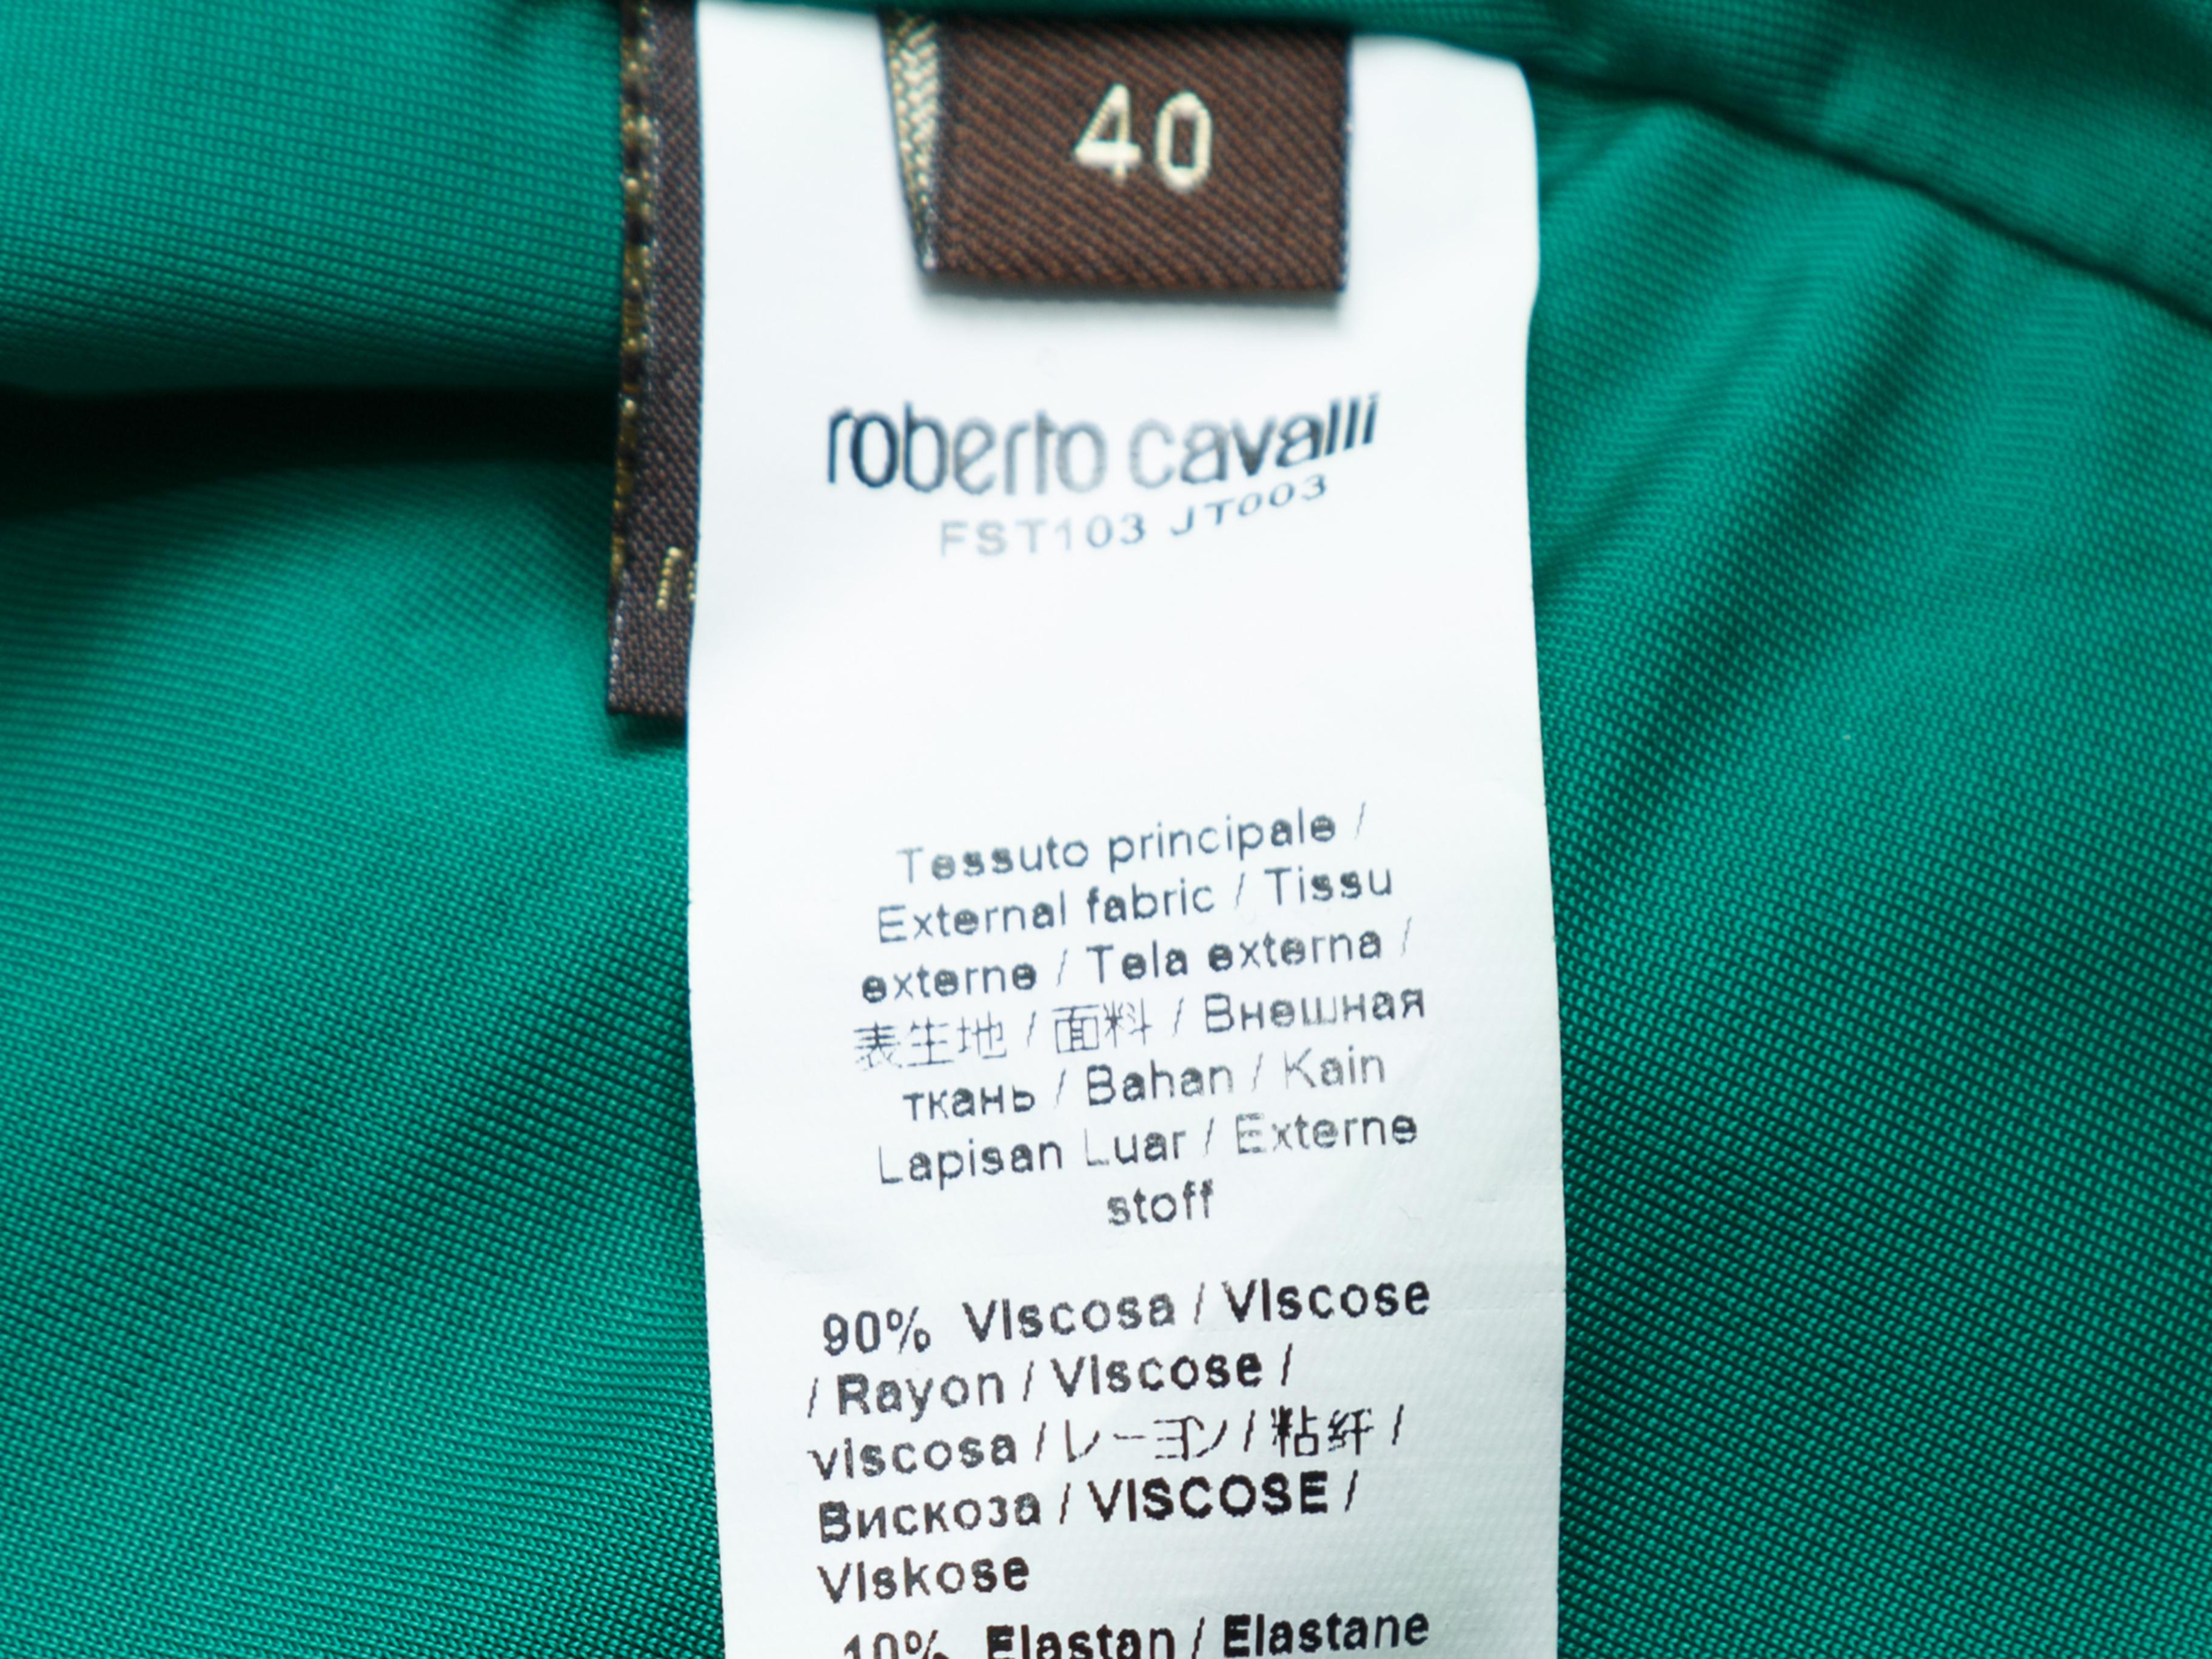 40
roberto cavalli
FST103 JT003
Tessuto principale /
External fabric / Tissu
externe / Tela externa /
表生地 / 面料 / Внешная
ткань / Bahan / Kain
Lapisan Luar / Externe
stoff
90% Viscosa / Viscose
/ Rayon / Viscose /
viscosa / レーヨン / 粘纤 /
Вискоза / VISCOSE /
Viskose
10% Elastan / Elastane